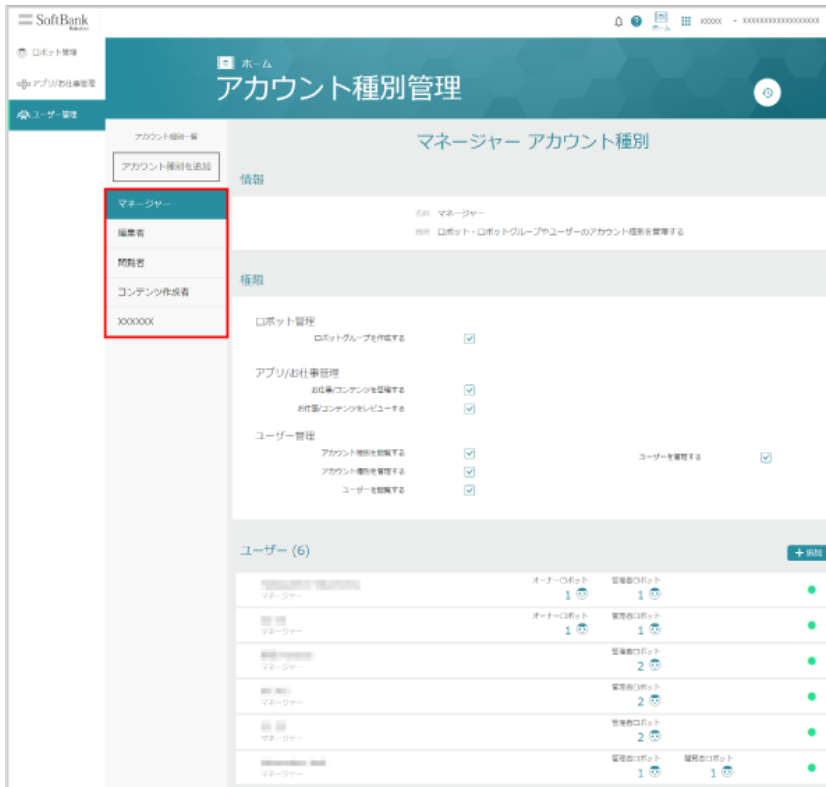 SoftBank
Robotics
ホーム
XXXXX
XXXXXXXXXXXXXXXXX
ロボット管理
アプリ/お仕事管理
ユーザー管理
ホーム
アカウント種別管理
アカウント種別一覧
アカウント種別を追加
マネージャー
編集者
閲覧者
コンテンツ作成者
XXXXXXX
マネージャー アカウント種別
情報
名称 マネージャー
説明 ロボット・ロボットグループやユーザーのアカウント種別を管理する
権限
ロボット管理
ロボットグループを作成する
アプリ/お仕事管理
お仕事/コンテンツを管理する
お仕事/コンテンツをレビューする
ユーザー管理
アカウント種別を閲覧する
ユーザーを管理する
アカウント種別を管理する
ユーザーを閲覧する
ユーザー (6)
+ 追加
オーナーロボット 管理者ロボット
マネージャー
1 1
オーナーロボット 管理者ロボット
マネージャー
1 1
管理者ロボット
マネージャー
2
管理者ロボット
マネージャー
2
管理者ロボット
マネージャー
2
管理者ロボット 開発者ロボット
マネージャー
1 1